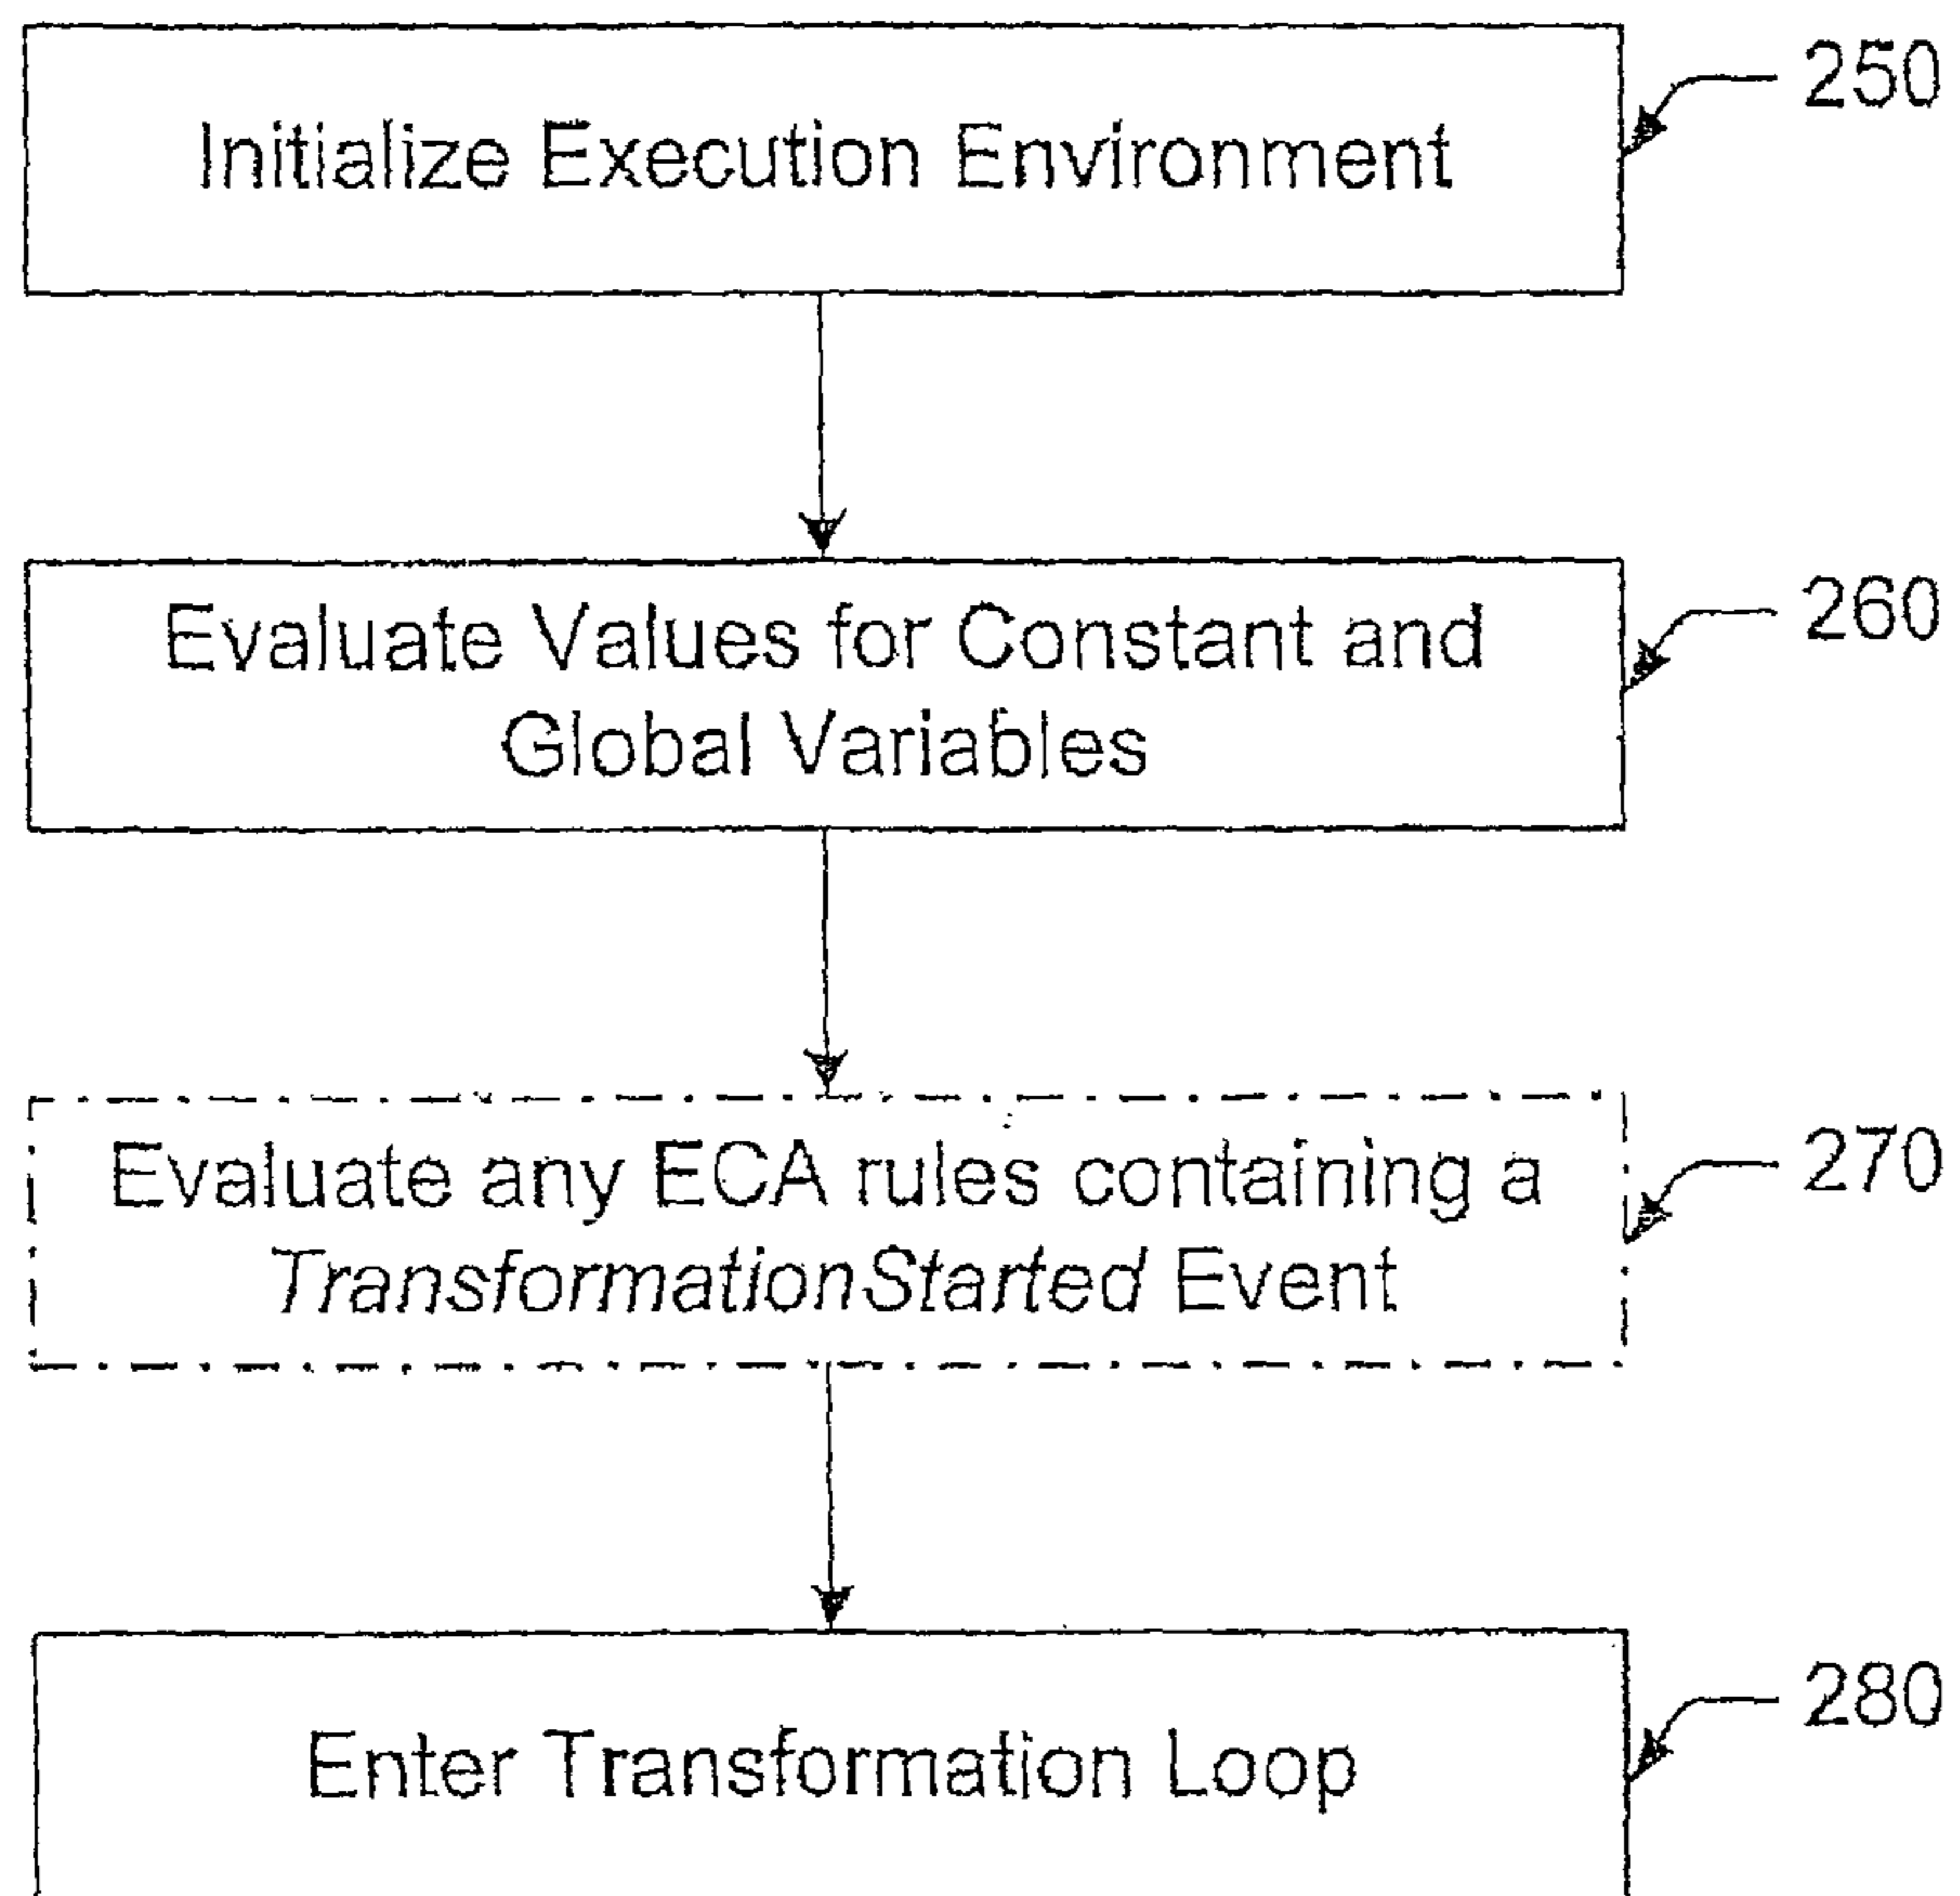 Initialize Execution Environment
250
Evaluate Values for Constant and
Global Variables
260
Evaluate any ECA rules containing a
TransformationStarted Event
270
Enter Transformation Loop
280